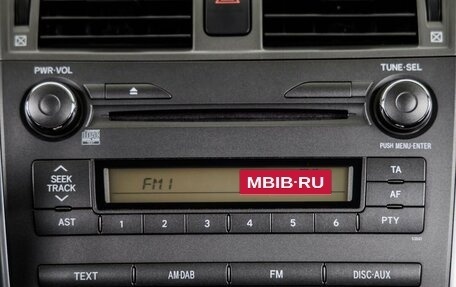 PWR·VOL
TUNE·SEL
PUSH MENU·ENTER
SEEK
TRACK
FM1
MBIB-RU
TA
AF
AST
1 2 3 4 5 6
PTY
TEXT
AM·DAB
FM
DISC·AUX